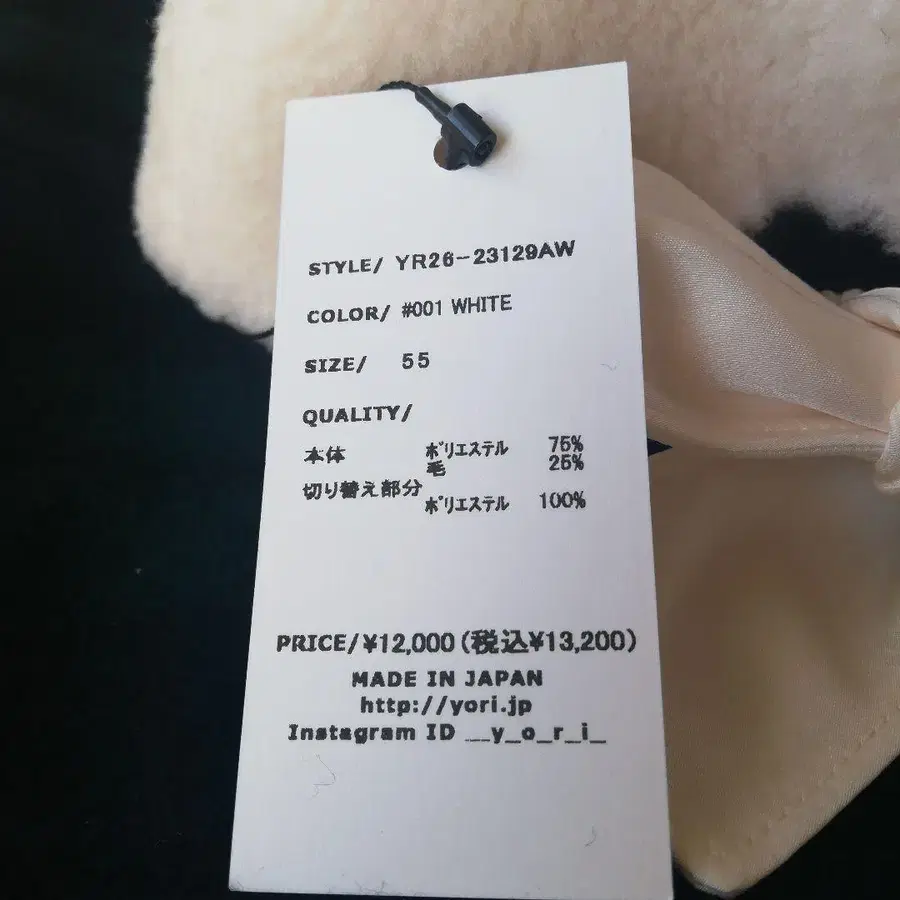 STYLE/ YR26-23129AW
COLOR/ #001 WHITE
SIZE/ 55
QUALITY/
本体 ポリエステル 75%
毛 25%
切り替え部分
ポリエステル 100%
PRICE/¥12,000(税込¥13,200)
MADE IN JAPAN
http://yori.jp
Instagram ID __y_o_r_i_